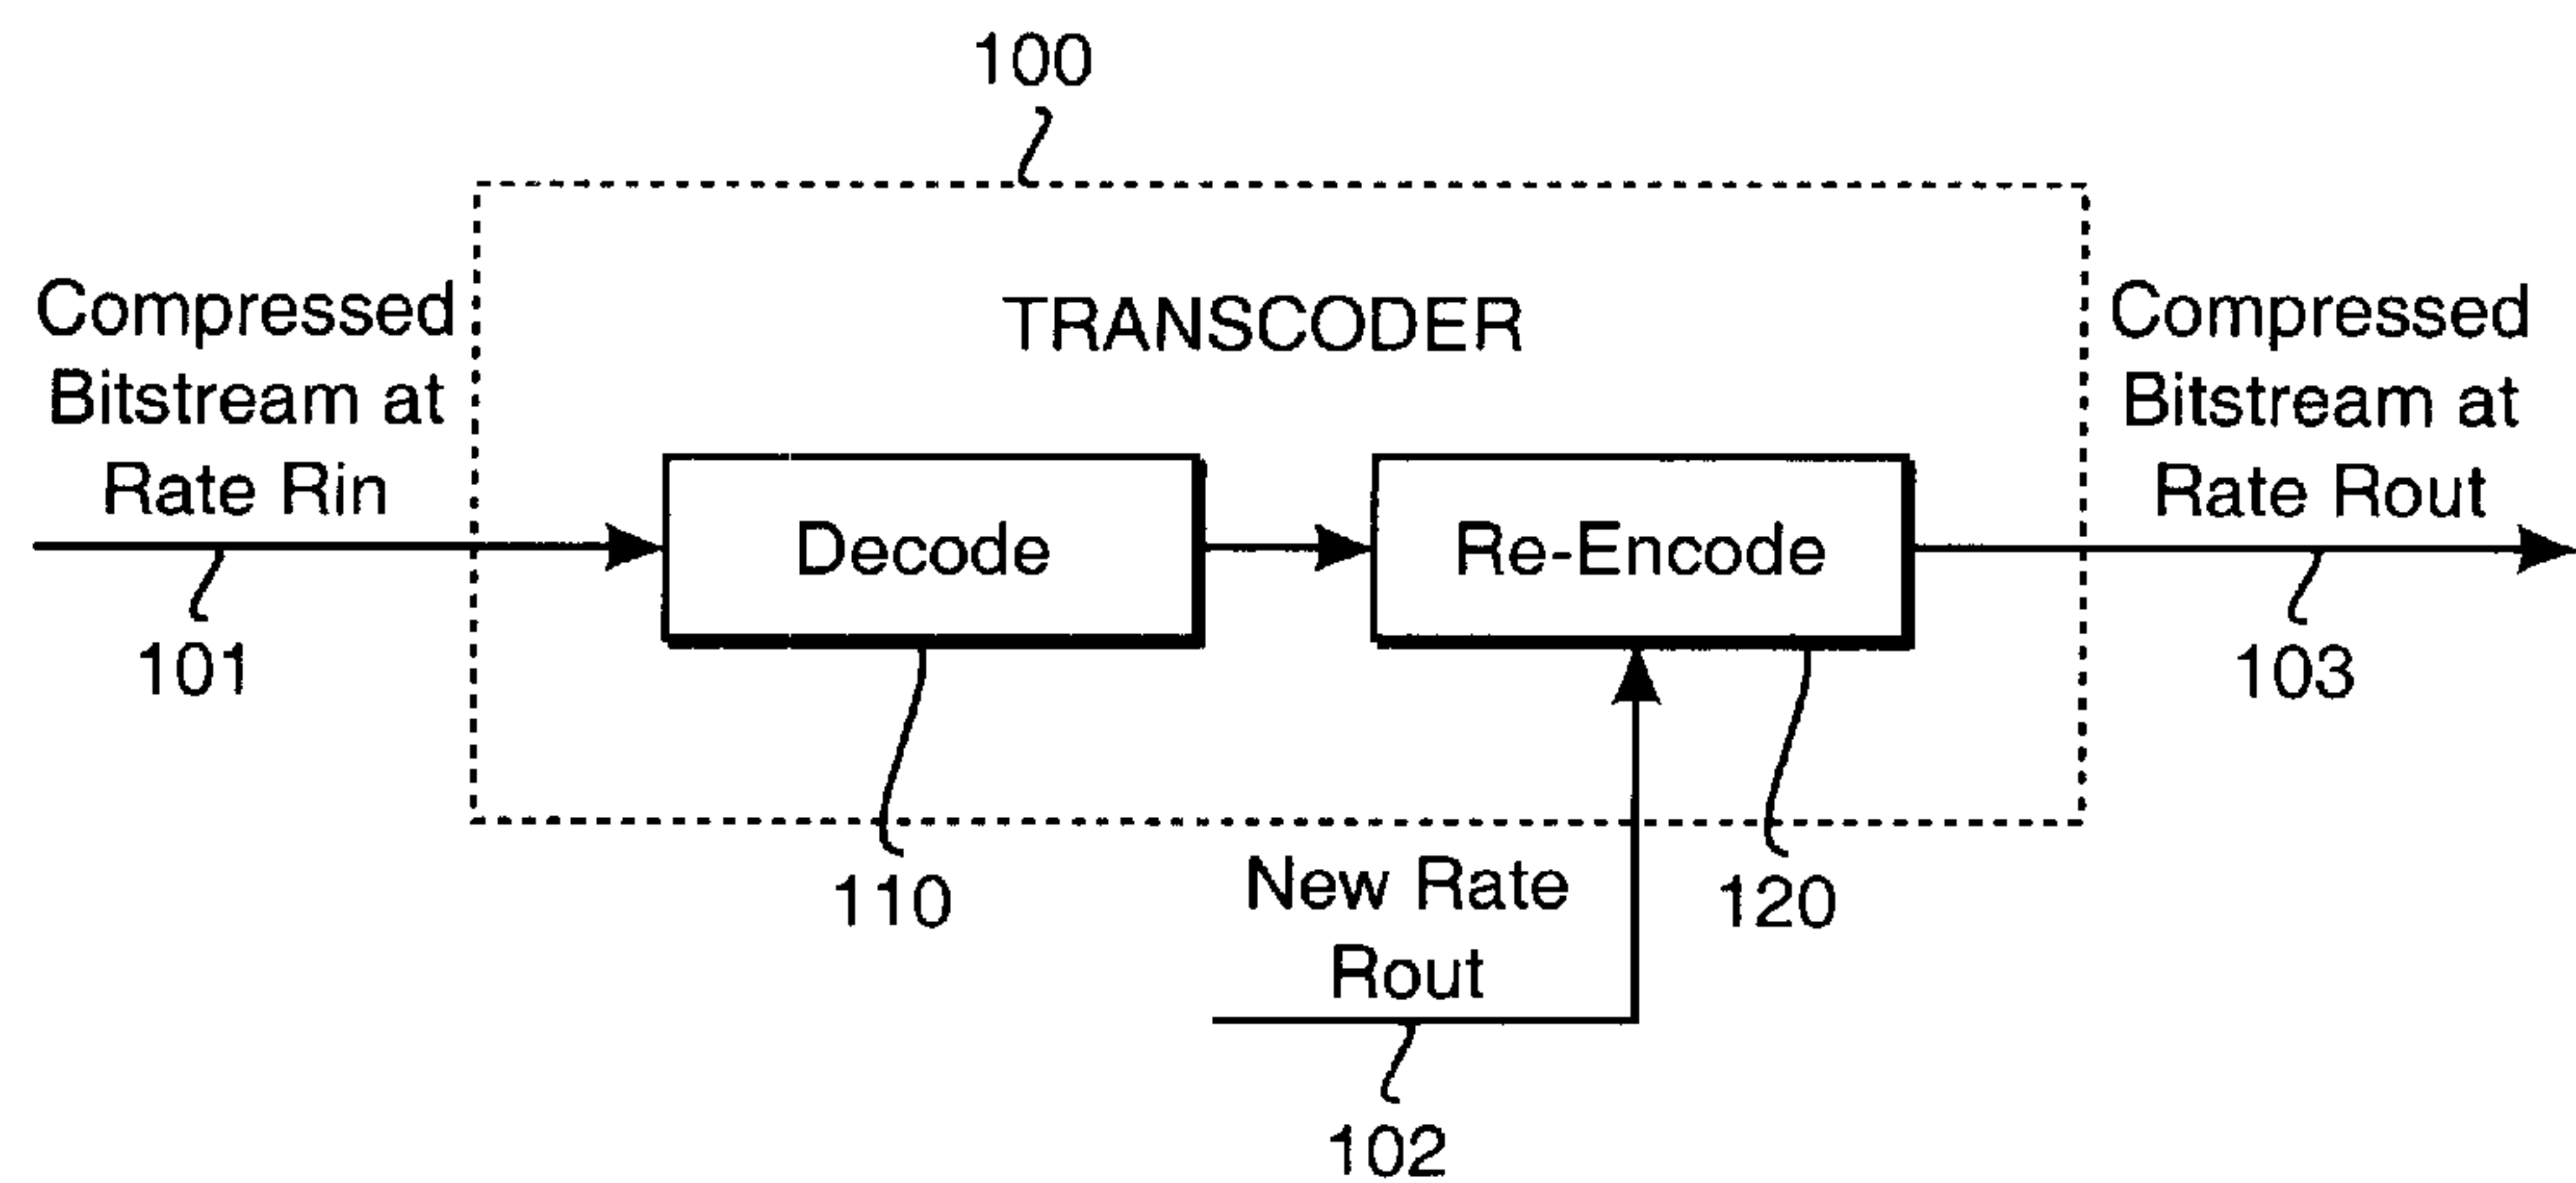 100
TRANSCODER
Compressed
Bitstream at
Rate Rin
101
Decode
110
Re-Encode
120
New Rate
Rout
102
Compressed
Bitstream at
Rate Rout
103